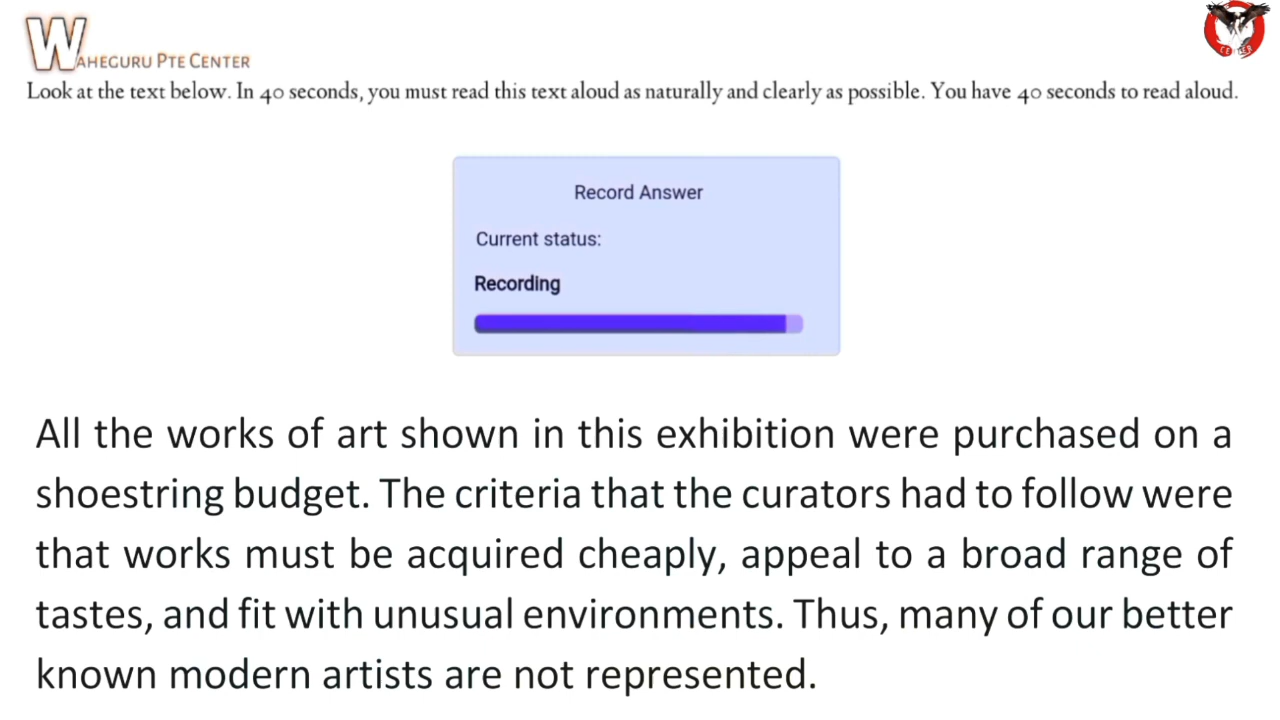 WAHEGURU PTE CENTER
CENTER
Look at the text below. In 40 seconds, you must read this text aloud as naturally and clearly as possible. You have 40 seconds to read aloud.
Record Answer
Current status:
Recording
All the works of art shown in this exhibition were purchased on a
shoestring budget. The criteria that the curators had to follow were
that works must be acquired cheaply, appeal to a broad range of
tastes, and fit with unusual environments. Thus, many of our better
known modern artists are not represented.